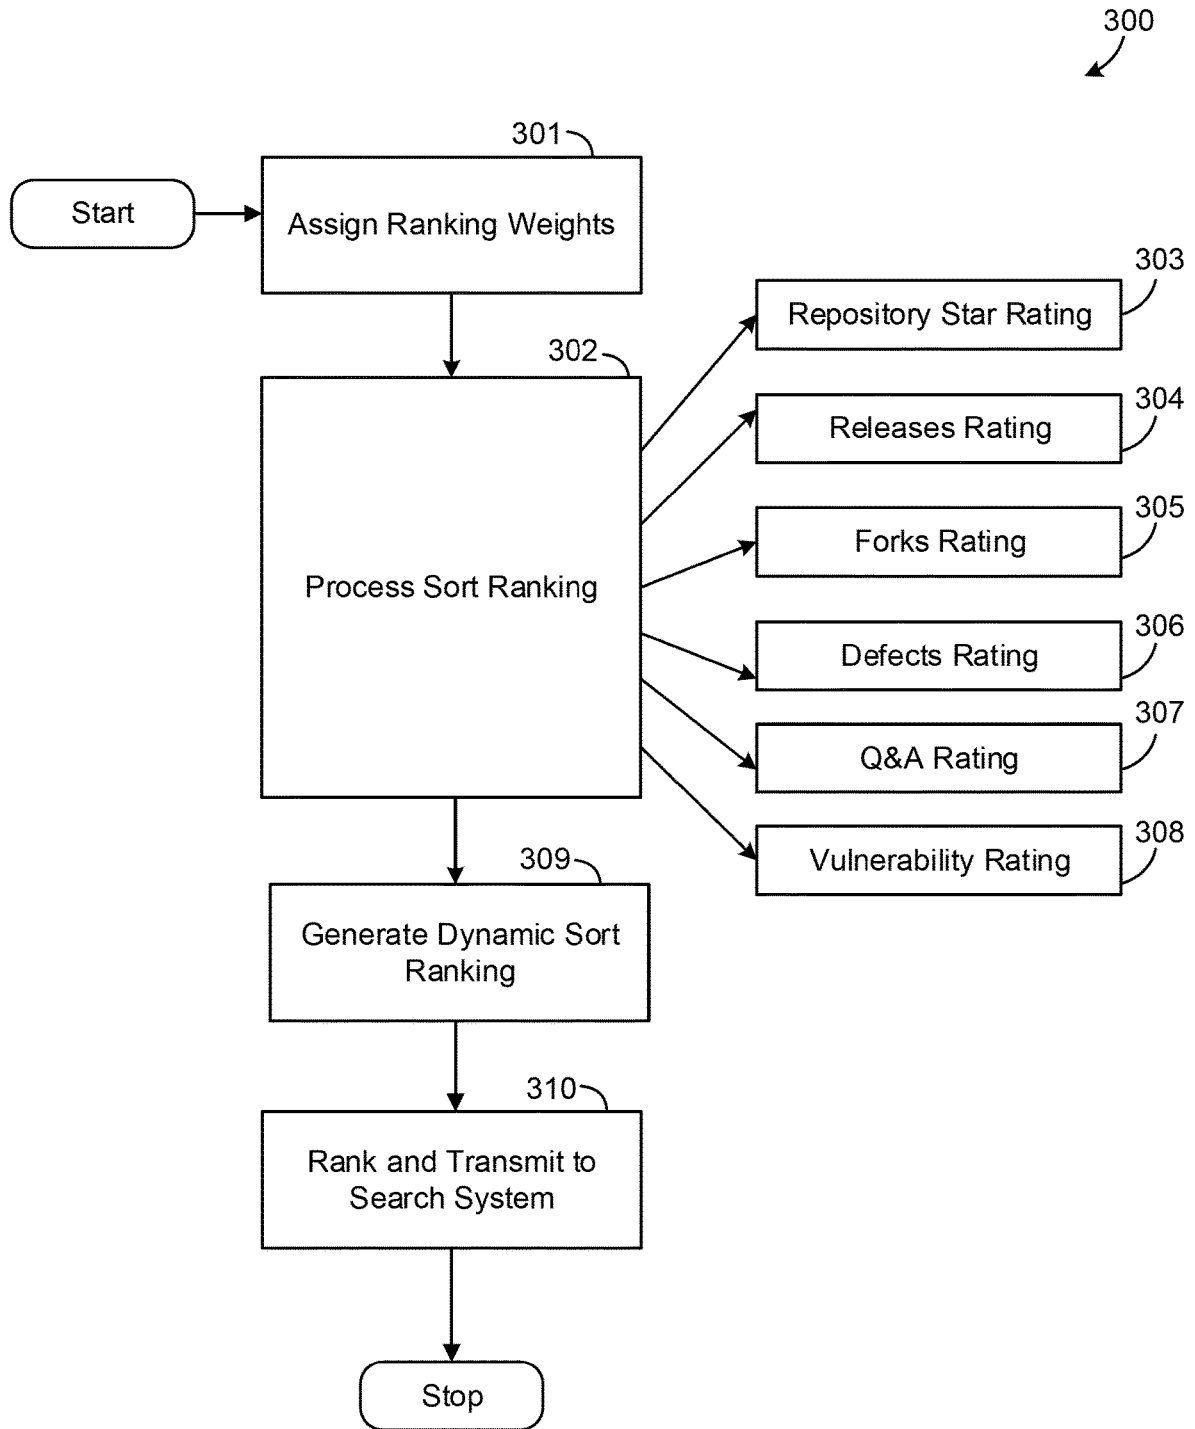 300
301
Start
Assign Ranking Weights
303
Repository Star Rating
302
304
Releases Rating
305
Forks Rating
Process Sort Ranking
306
Defects Rating
307
Q&A Rating
308
Vulnerability Rating
309
Generate Dynamic Sort
Ranking
310
Rank and Transmit to
Search System
Stop